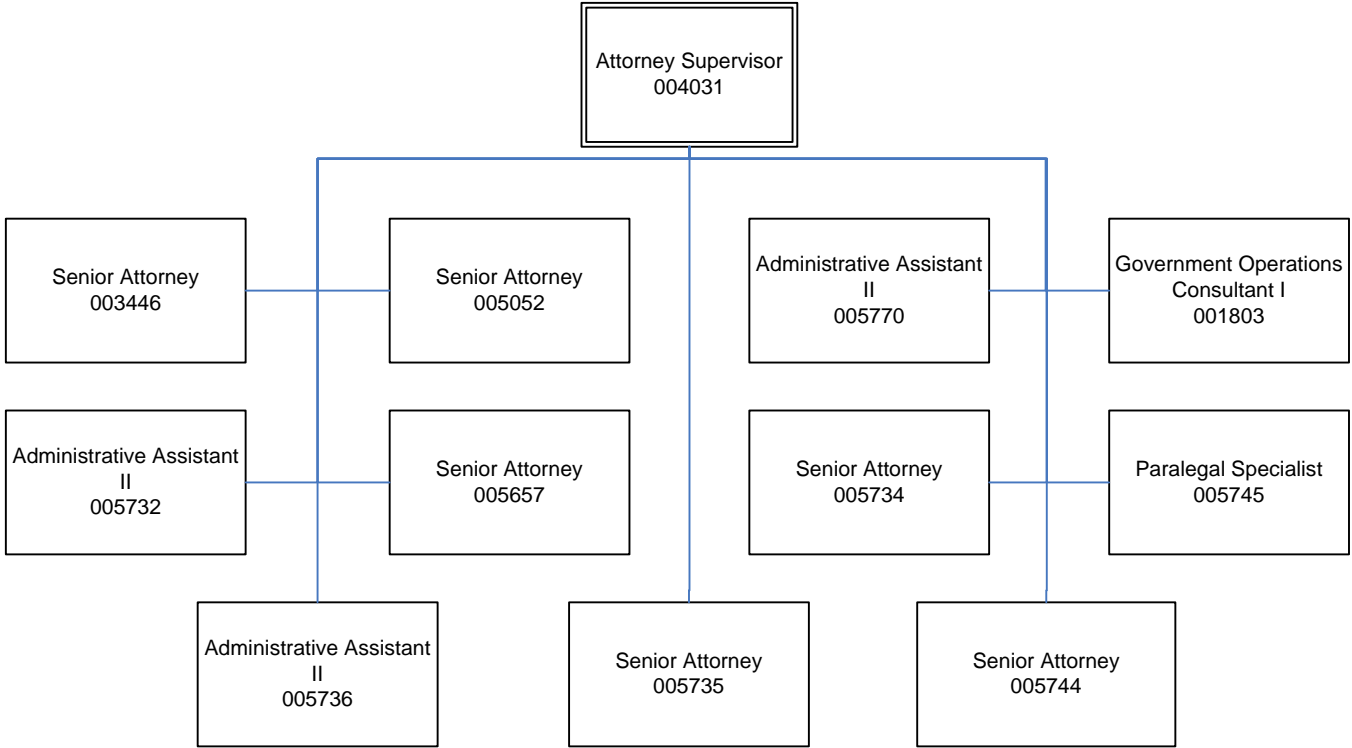 Attorney Supervisor
004031
Senior Attorney
003446
Senior Attorney
005052
Administrative Assistant
II
005770
Government Operations
Consultant I
001803
Administrative Assistant
II
005732
Senior Attorney
005657
Senior Attorney
005734
Paralegal Specialist
005745
Administrative Assistant
II
005736
Senior Attorney
005735
Senior Attorney
005744